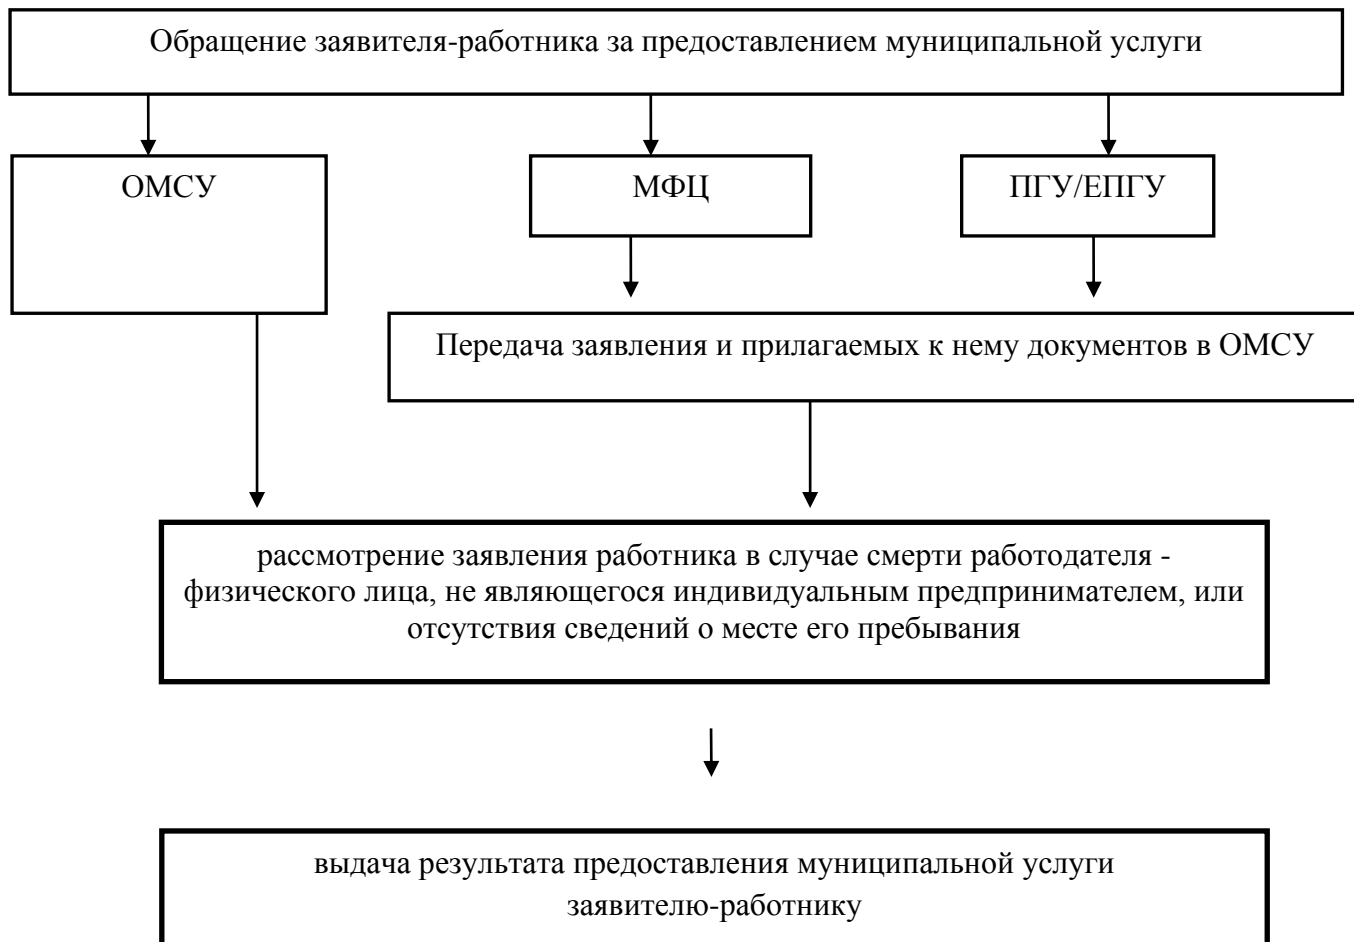 Обращение заявителя-работника за предоставлением муниципальной услуги
ОМСУ
МФЦ
ПГУ/ЕПГУ
Передача заявления и прилагаемых к нему документов в ОМСУ
рассмотрение заявления работника в случае смерти работодателя -
физического лица, не являющегося индивидуальным предпринимателем, или
отсутствия сведений о месте его пребывания
выдача результата предоставления муниципальной услуги
заявителю-работнику